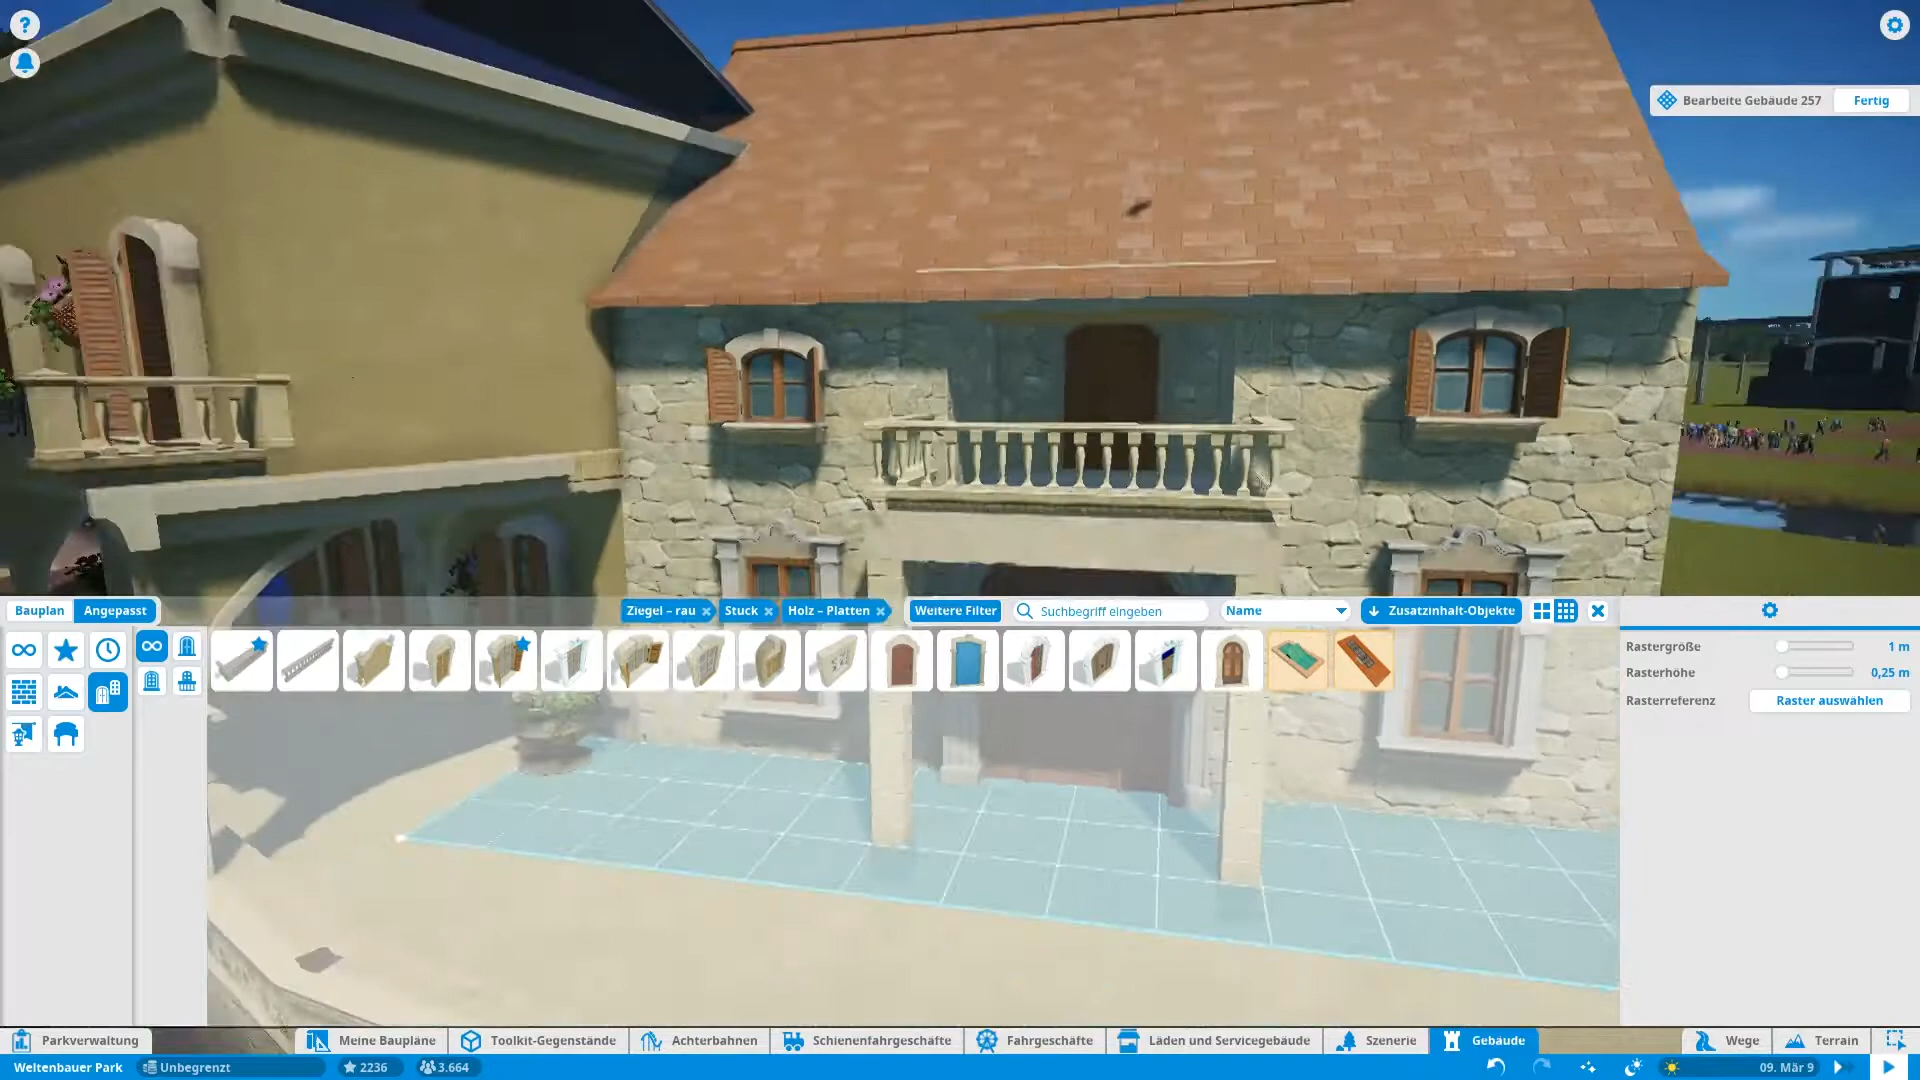 ?
Bearbeite Gebäude 257 Fertig
Bauplan Angepasst
Ziegel – rau × Stuck × Holz – Platten ×
Weitere Filter
Suchbegriff eingeben
Name
Zusatzinhalt-Objekte
Rastergröße 1 m
Rasterhöhe 0,25 m
Rasterreferenz Raster auswählen
Parkverwaltung
Meine Baupläne
Toolkit-Gegenstände
Achterbahnen
Schienenfahrgeschäfte
Fahrgeschäfte
Läden und Servicegebäude
Szenerie
Gebäude
Wege
Terrain
Weltenbauer Park
Unbegrenzt
2236
3.664
09. Mär 9